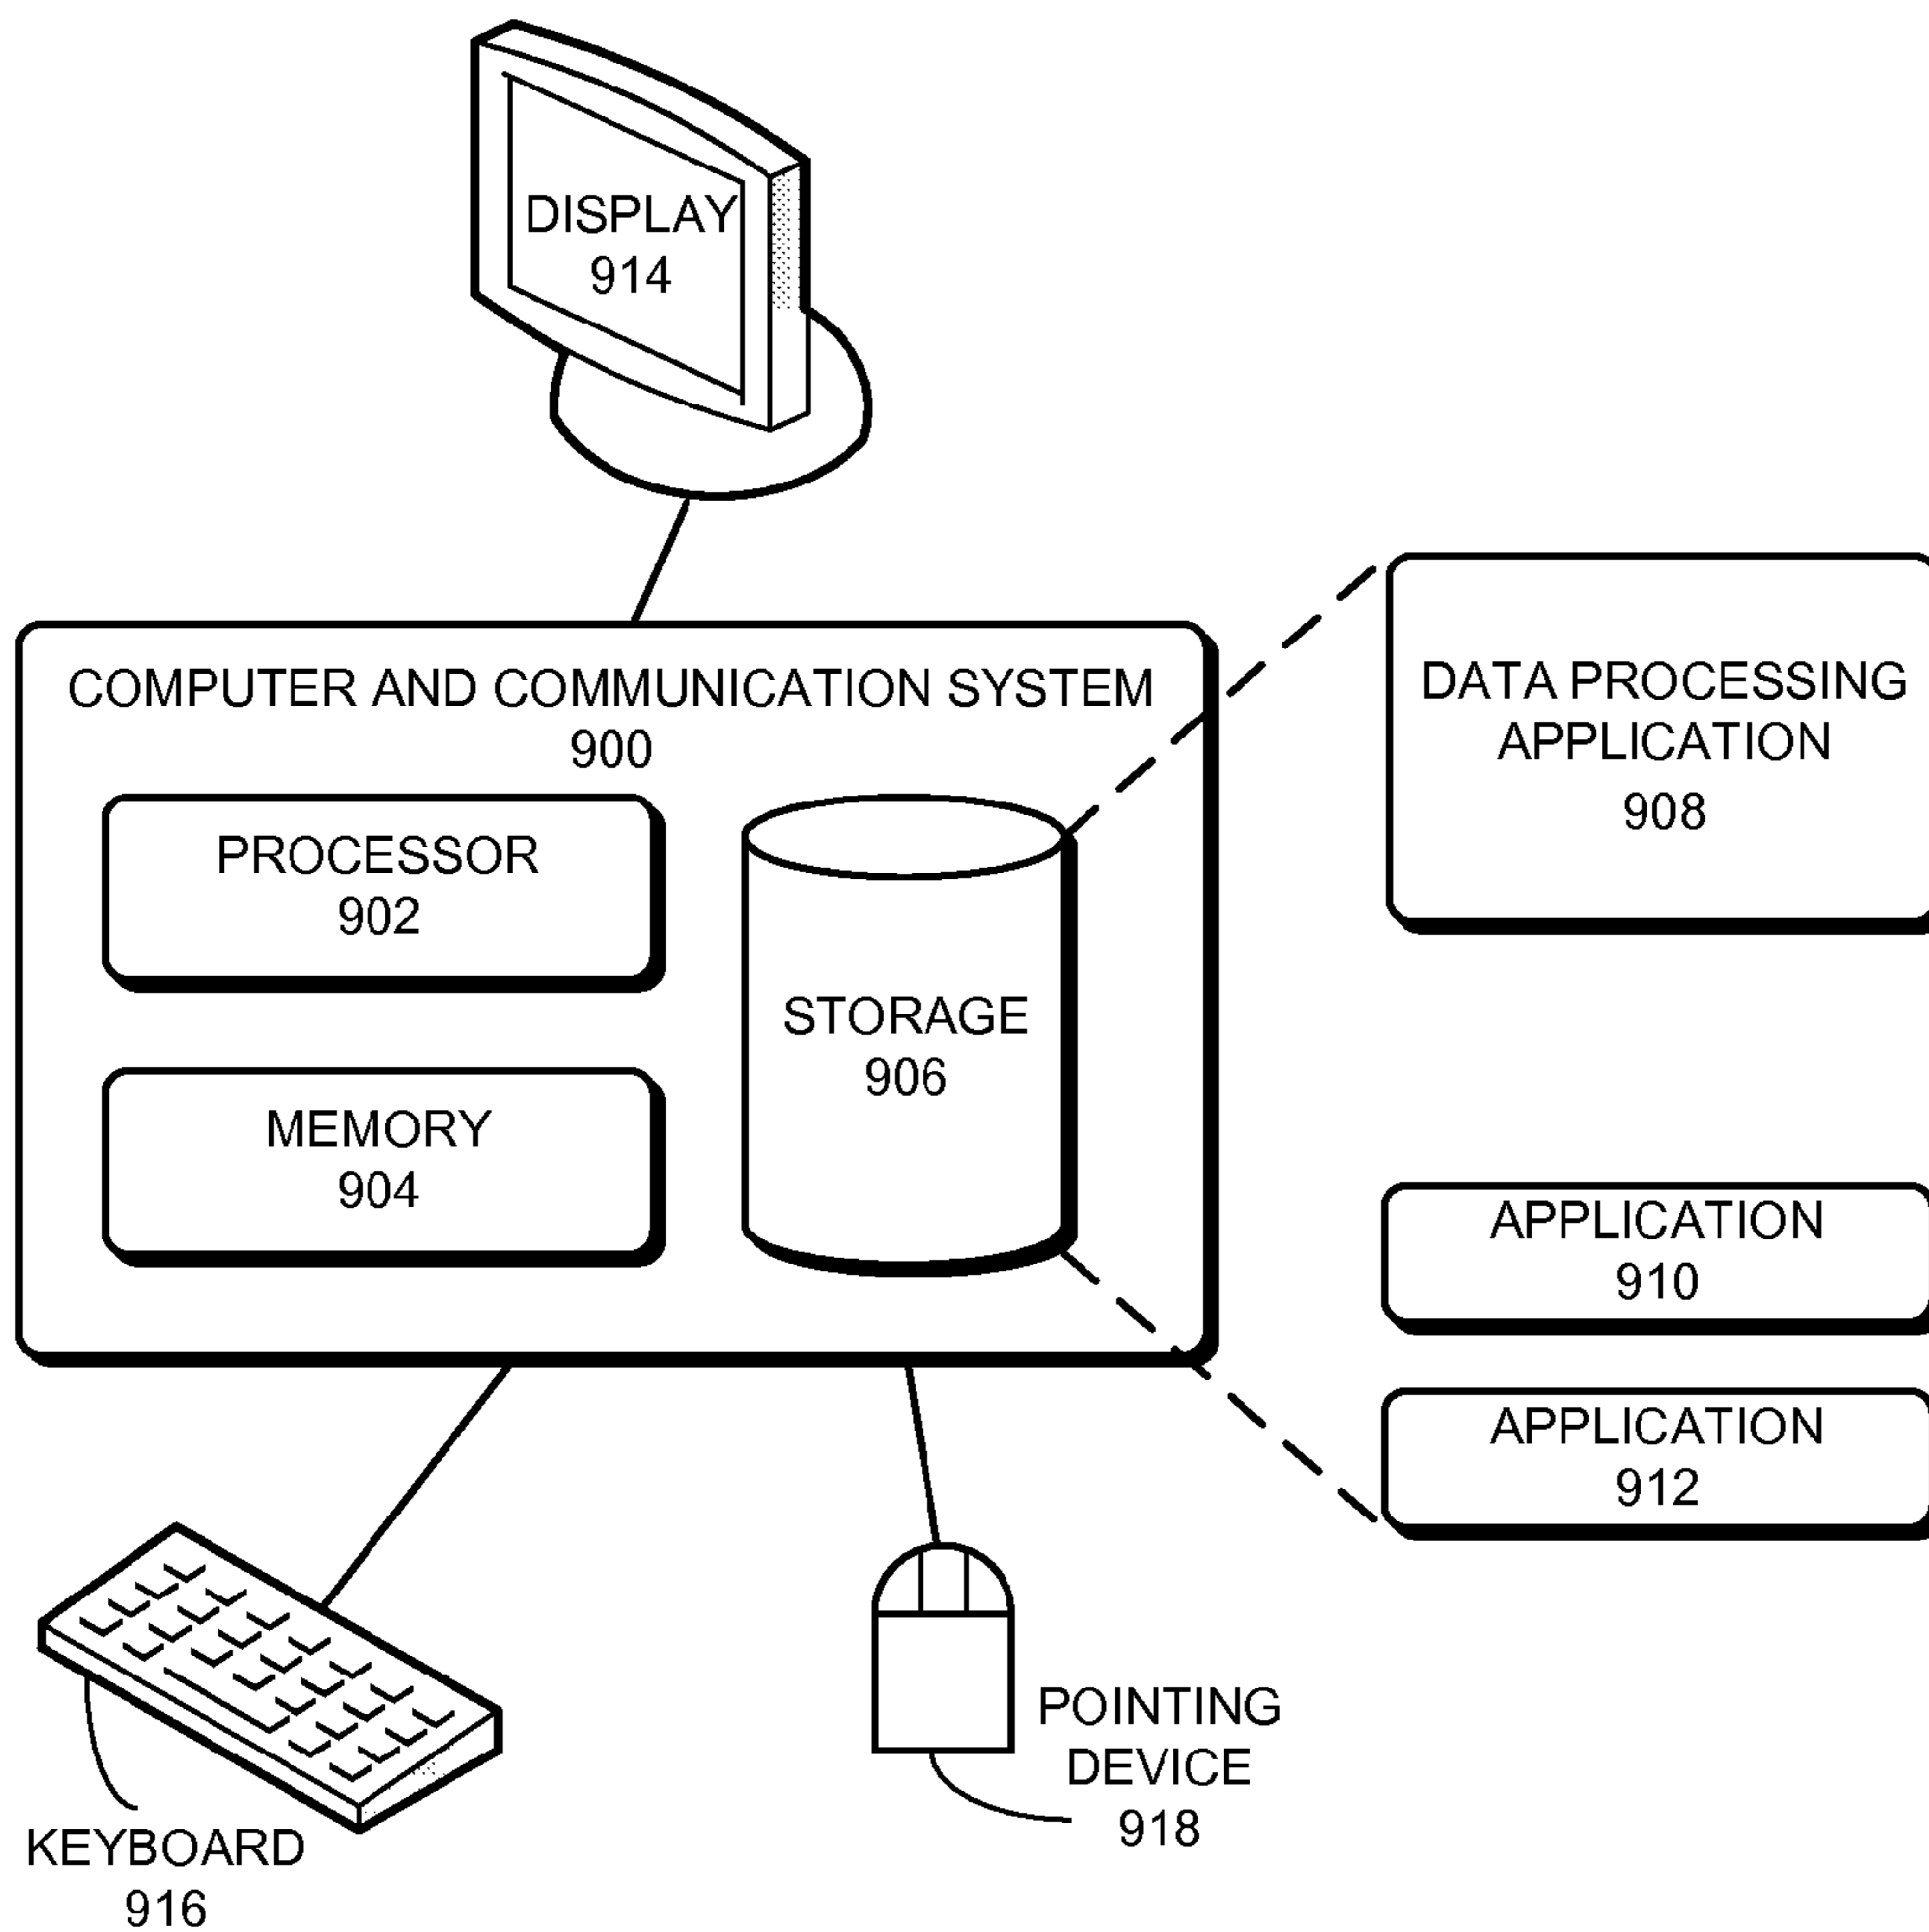 DISPLAY
914
COMPUTER AND COMMUNICATION SYSTEM
900
PROCESSOR
902
MEMORY
904
STORAGE
906
DATA PROCESSING
APPLICATION
908
APPLICATION
910
APPLICATION
912
KEYBOARD
916
POINTING
DEVICE
918